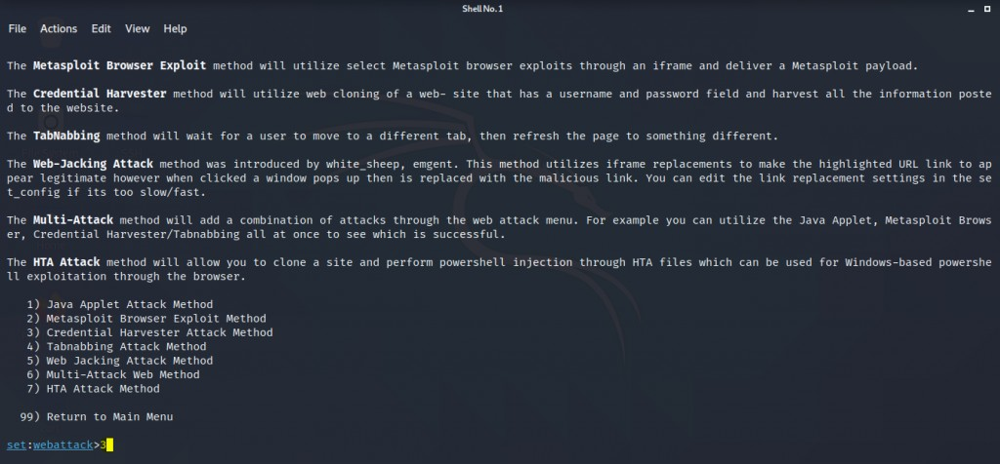 Shell No. 1
File Actions Edit View Help
The Metasploit Browser Exploit method will utilize select Metasploit browser exploits through an iframe and deliver a Metasploit payload.
The Credential Harvester method will utilize web cloning of a web- site that has a username and password field and harvest all the information poste
d to the website.
The TabNabbing method will wait for a user to move to a different tab, then refresh the page to something different.
The Web-Jacking Attack method was introduced by white_sheep, emgent. This method utilizes iframe replacements to make the highlighted URL link to ap
pear legitimate however when clicked a window pops up then is replaced with the malicious link. You can edit the link replacement settings in the se
t_config if its too slow/fast.
The Multi-Attack method will add a combination of attacks through the web attack menu. For example you can utilize the Java Applet, Metasploit Brows
er, Credential Harvester/Tabnabbing all at once to see which is successful.
The HTA Attack method will allow you to clone a site and perform powershell injection through HTA files which can be used for Windows-based powershe
ll exploitation through the browser.
1) Java Applet Attack Method
2) Metasploit Browser Exploit Method
3) Credential Harvester Attack Method
4) Tabnabbing Attack Method
5) Web Jacking Attack Method
6) Multi-Attack Web Method
7) HTA Attack Method
99) Return to Main Menu
set:webattack>3